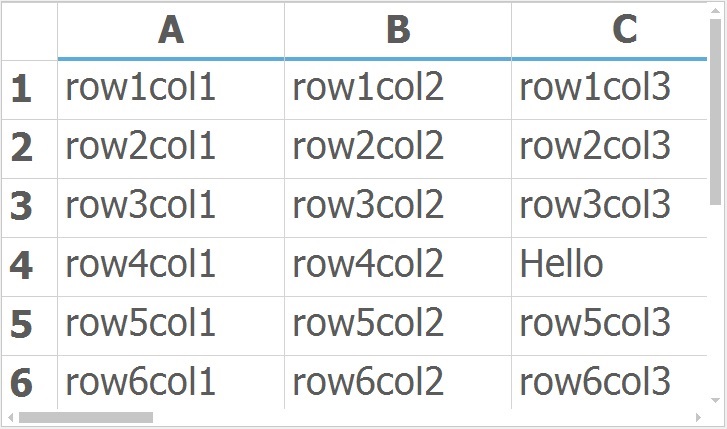 A B C
1 row1col1 row1col2 row1col3
2 row2col1 row2col2 row2col3
3 row3col1 row3col2 row3col3
4 row4col1 row4col2 Hello
5 row5col1 row5col2 row5col3
6 row6col1 row6col2 row6col3